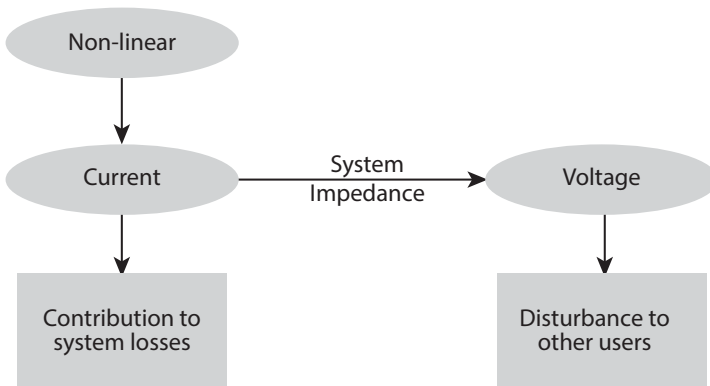 Non-linear
Current
System
Impedance
Voltage
Contribution to
system losses
Disturbance to
other users